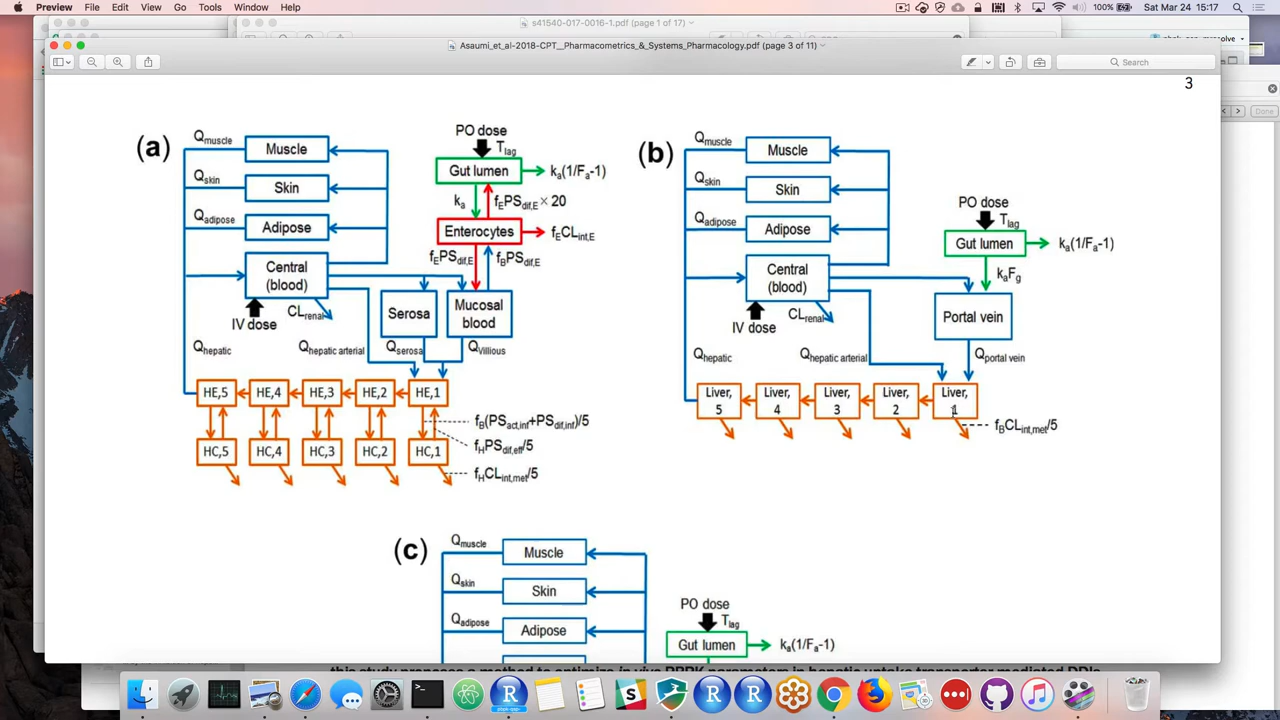 Preview File Edit View Go Tools Window Help
100% Sat Mar 24 15:17
s41540-017-0016-1.pdf (page 1 of 17)
Asaumi_et_al-2018-CPT__Pharmacometrics_&_Systems_Pharmacology.pdf (page 3 of 11)
Search
Done
3
(a)
Qmuscle
Muscle
Qskin
Skin
Qadipose
Adipose
Central
(blood)
CLrenal
IV dose
PO dose
Tlag
Gut lumen
ka(1/Fa-1)
ka
fEPSdif,E × 20
Enterocytes
fECLint,E
fEPSdif,E
fBPSdif,E
Serosa
Mucosal
blood
Qhepatic
Qhepatic arterial
Qserosa
QVillious
HE,5 HE,4 HE,3 HE,2 HE,1
fB(PSact,inf+PSdif,inf)/5
fHPSdif,eff/5
HC,5 HC,4 HC,3 HC,2 HC,1
fHCLint,met/5
(b)
Qmuscle
Muscle
Qskin
Skin
Qadipose
Adipose
Central
(blood)
CLrenal
IV dose
PO dose
Tlag
Gut lumen
ka(1/Fa-1)
kaFg
Portal vein
Qhepatic
Qhepatic arterial
Qportal vein
Liver, Liver, Liver, Liver, Liver,
5 4 3 2 1
fBCLint,met/5
(c)
Qmuscle
Muscle
Qskin
Skin
Qadipose
Adipose
PO dose
Tlag
Gut lumen
ka(1/Fa-1)